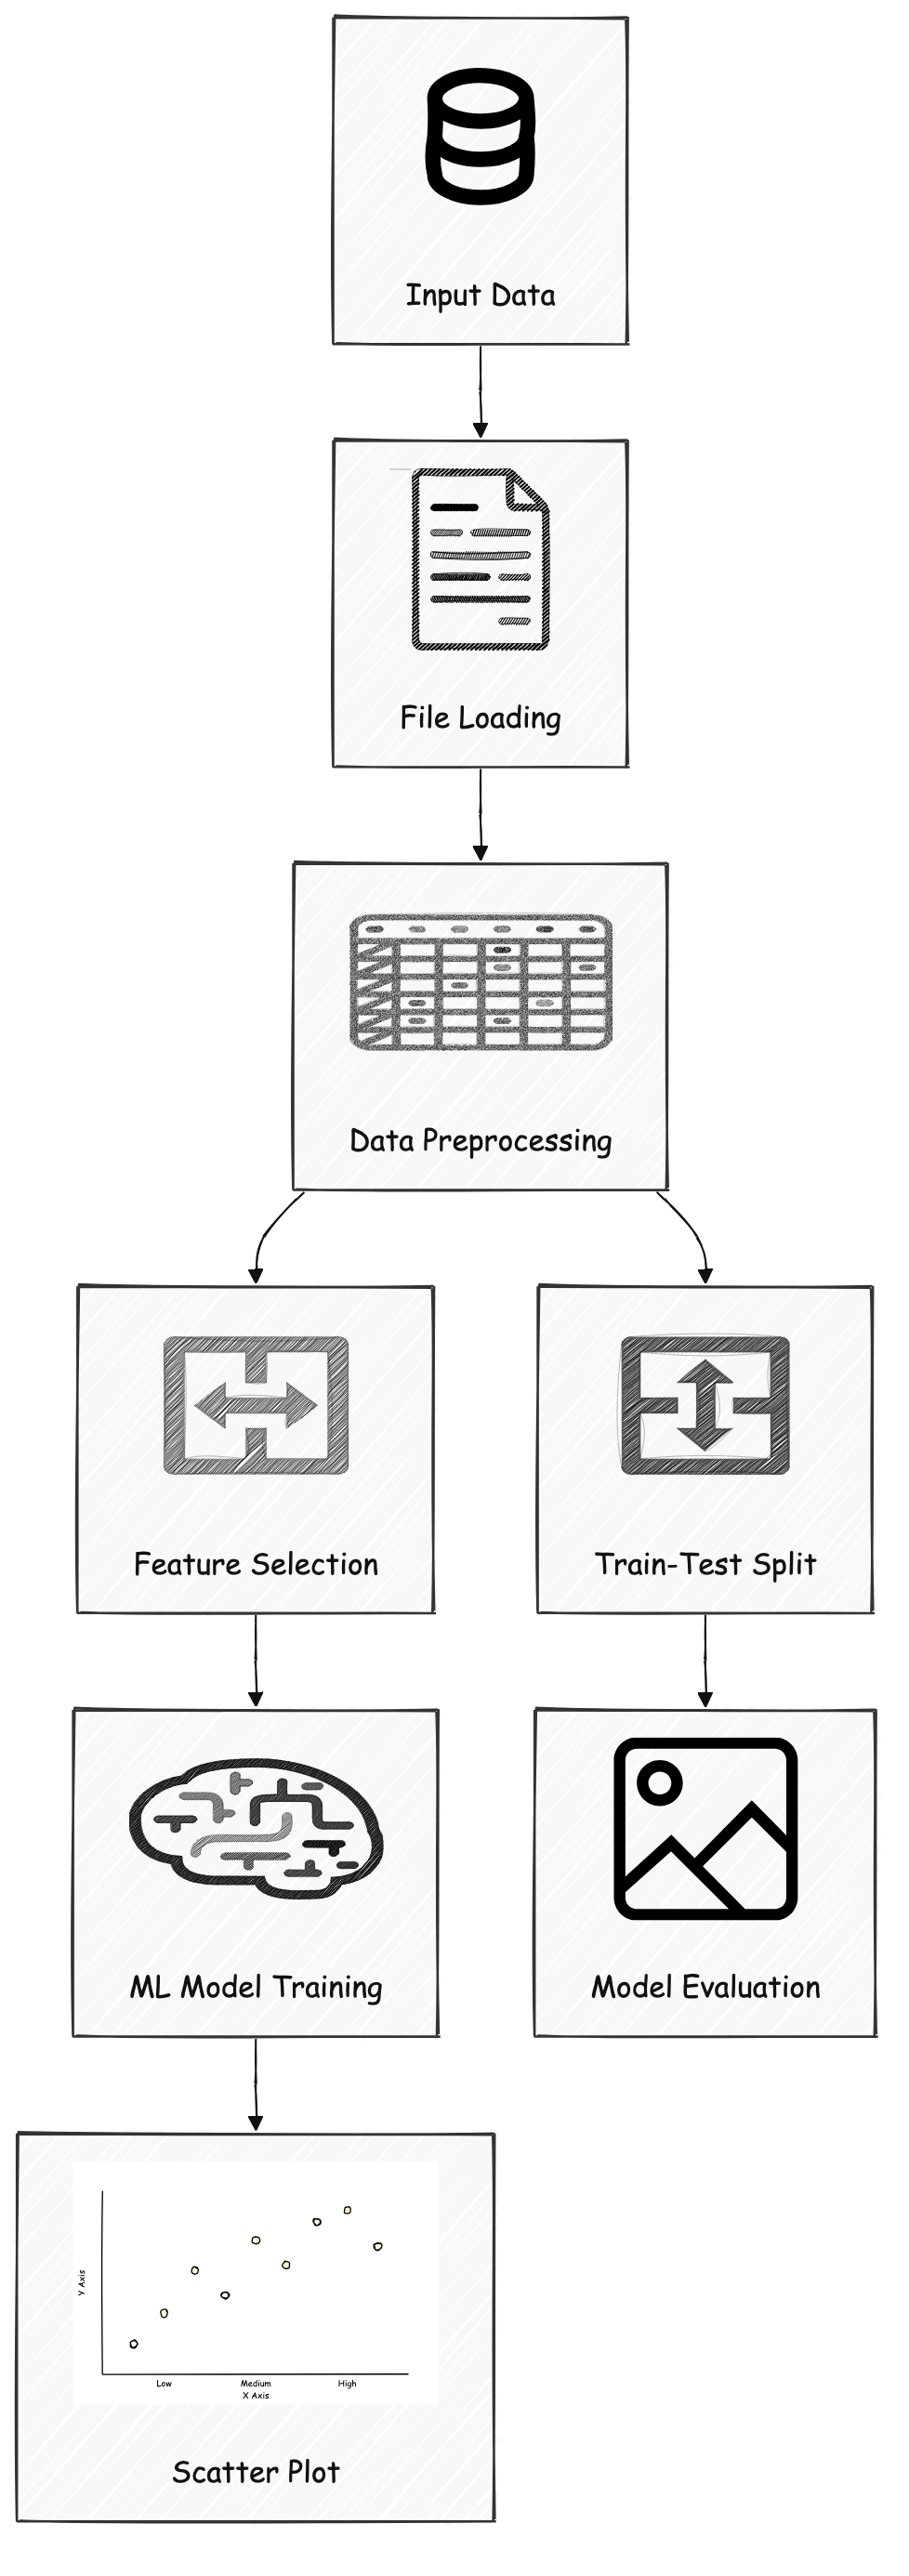 Input Data
File Loading
Data Preprocessing
Feature Selection
Train-Test Split
ML Model Training
Model Evaluation
Y Axis
Low Medium High
X Axis
Scatter Plot